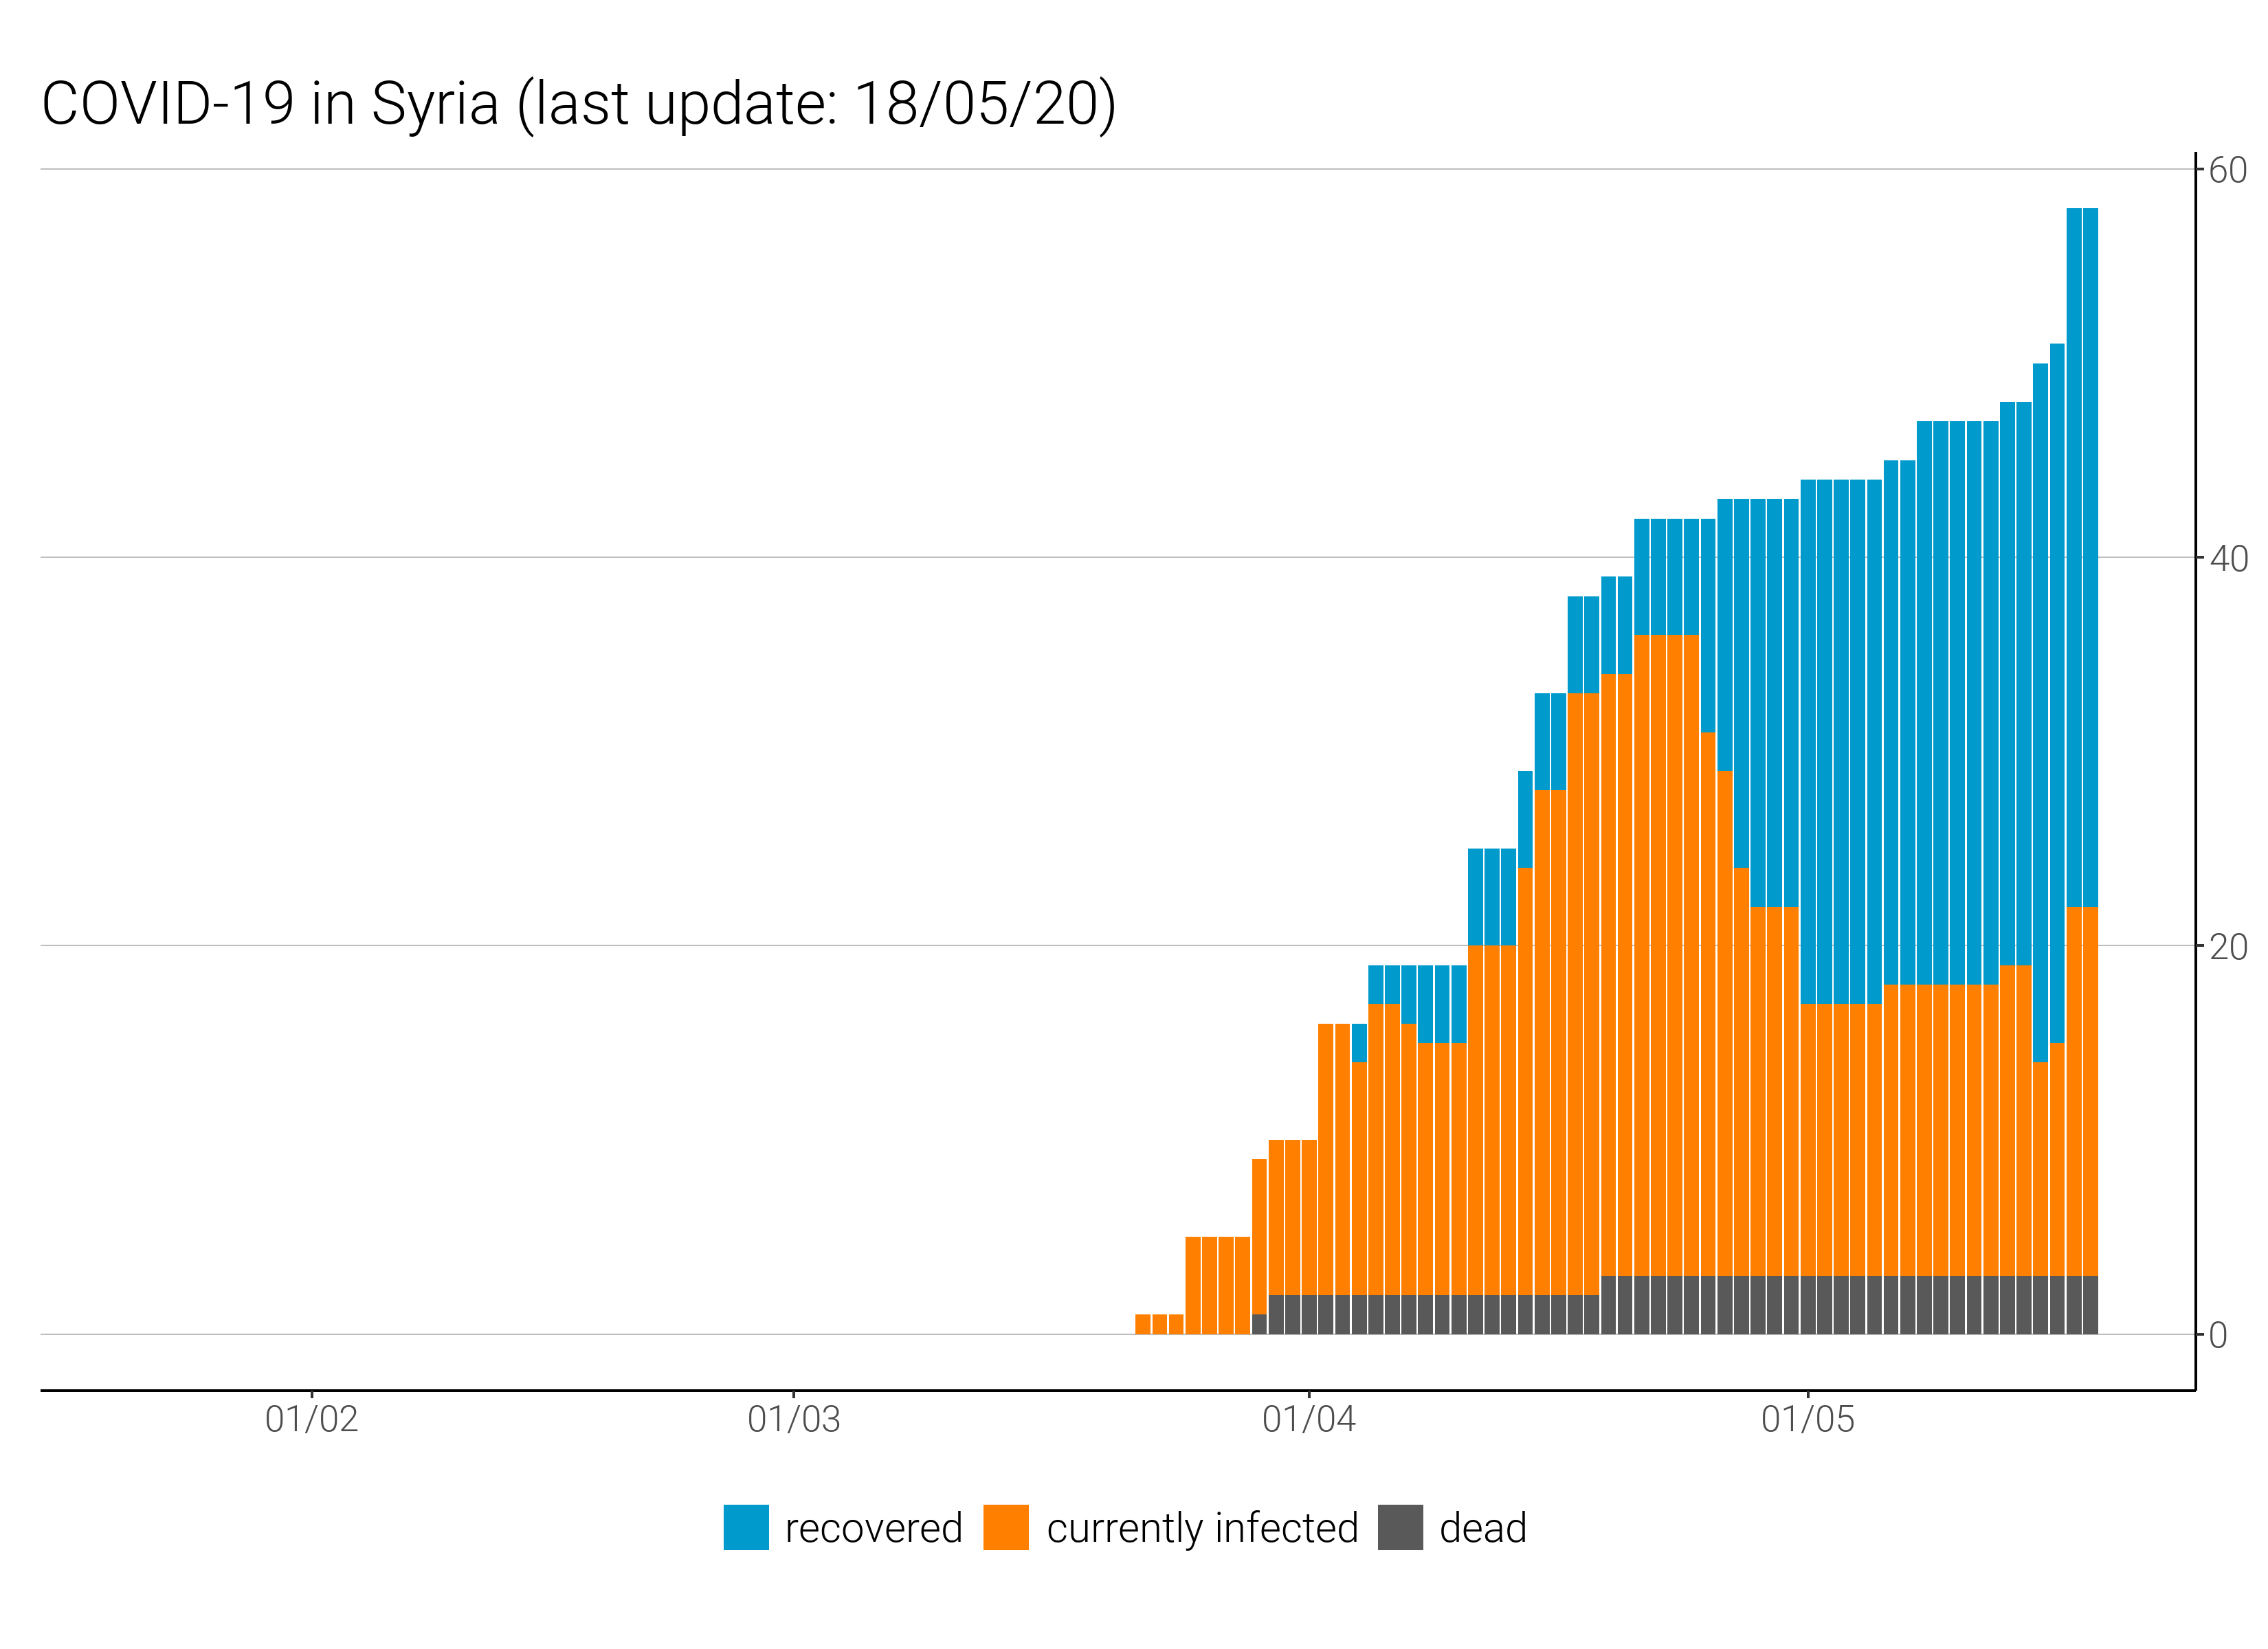 COVID-19 in Syria (last update: 18/05/20)
60
40
20
0
01/02 01/03 01/04 01/05
recovered currently infected dead